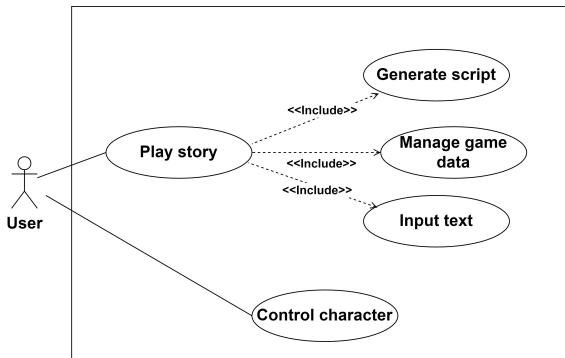 Generate script
<<Include>>
Play story
Manage game
data
<<Include>>
<<Include>>
User
Input text
Control character